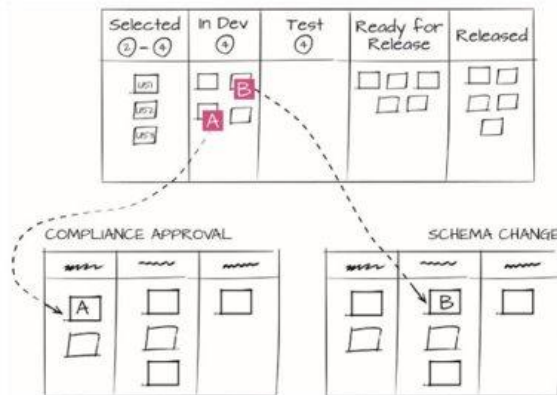 Selected
2 - 4
In Dev
4
Test
4
Ready for
Release
Released
US1
US2
US3
B
A
COMPLIANCE APPROVAL
A
SCHEMA CHANGE
B